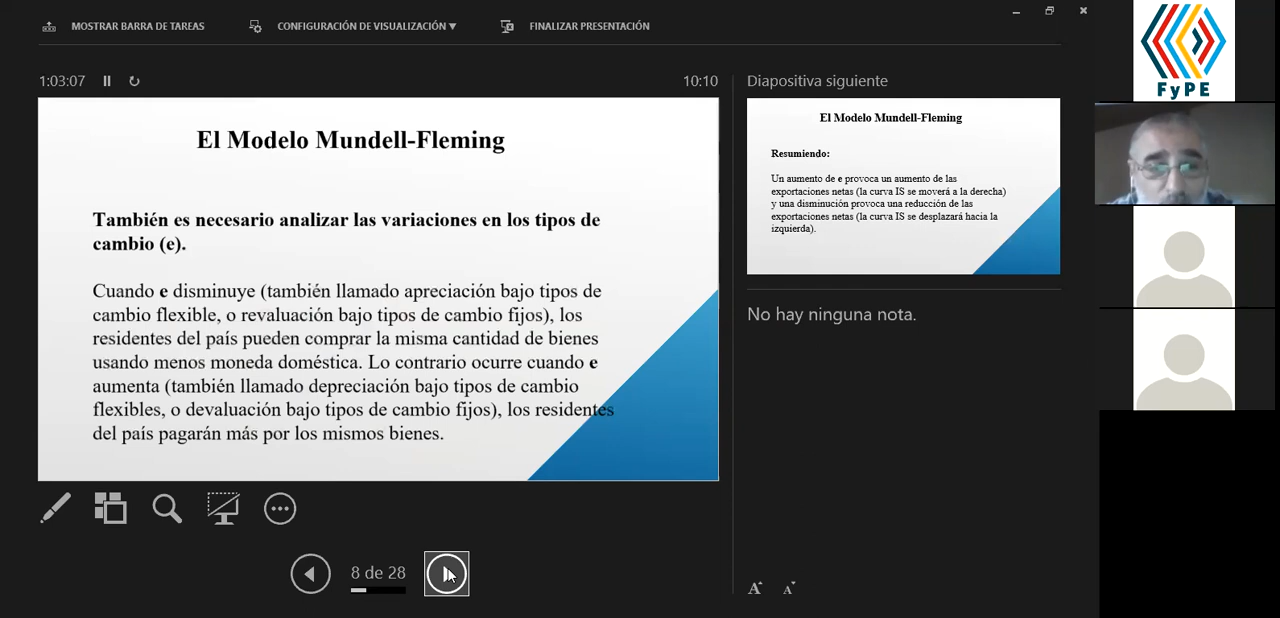 MOSTRAR BARRA DE TAREAS
CONFIGURACIÓN DE VISUALIZACIÓN ▼
FINALIZAR PRESENTACIÓN
1:03:07
10:10
El Modelo Mundell-Fleming
También es necesario analizar las variaciones en los tipos de
cambio (e).
Cuando e disminuye (también llamado apreciación bajo tipos de
cambio flexible, o revaluación bajo tipos de cambio fijos), los
residentes del país pueden comprar la misma cantidad de bienes
usando menos moneda doméstica. Lo contrario ocurre cuando e
aumenta (también llamado depreciación bajo tipos de cambio
flexibles, o devaluación bajo tipos de cambio fijos), los residentes
del país pagarán más por los mismos bienes.
8 de 28
Diapositiva siguiente
El Modelo Mundell-Fleming
Resumiendo:
Un aumento de e provoca un aumento de las
exportaciones netas (la curva IS se moverá a la derecha)
y una disminución provoca una reducción de las
exportaciones netas (la curva IS se desplazará hacia la
izquierda).
No hay ninguna nota.
A A
FyPE